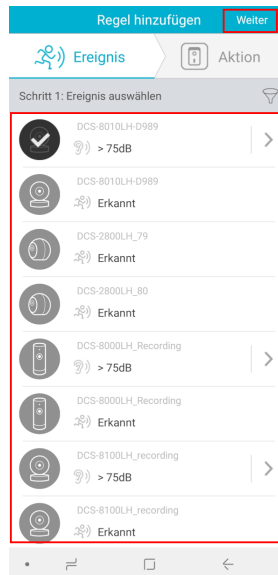 Regel hinzufügen
Weiter
Ereignis
Aktion
Schritt 1: Ereignis auswählen
DCS-8010LH-D989
> 75dB
DCS-8010LH-D989
Erkannt
DCS-2800LH_79
Erkannt
DCS-2800LH_80
Erkannt
DCS-8000LH_Recording
> 75dB
DCS-8000LH_Recording
Erkannt
DCS-8100LH_recording
> 75dB
DCS-8100LH_recording
Erkannt